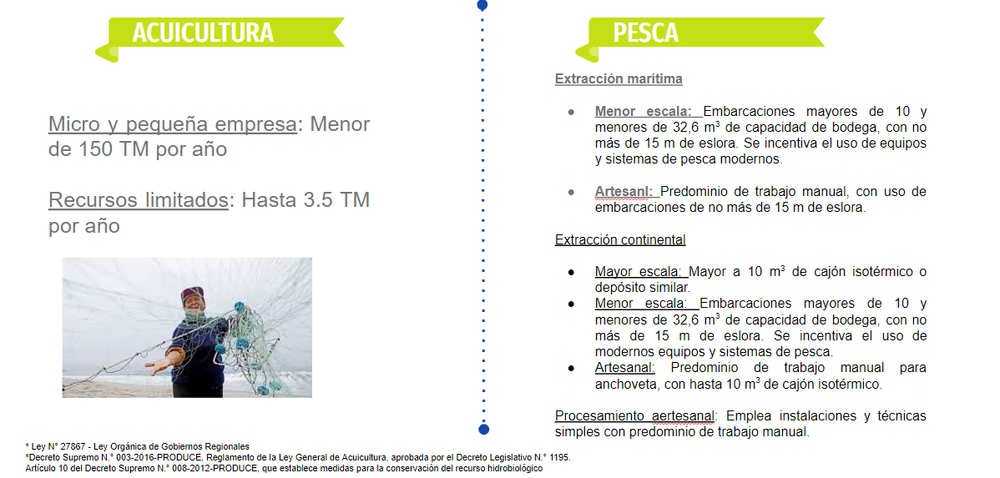 ACUICULTURA
Micro y pequeña empresa: Menor
de 150 TM por año
Recursos limitados: Hasta 3.5 TM
por año
PESCA
Extracción marítima
● Menor escala: Embarcaciones mayores de 10 y
menores de 32,6 m³ de capacidad de bodega, con no
más de 15 m de eslora. Se incentiva el uso de equipos
y sistemas de pesca modernos.
● Artesanl: Predominio de trabajo manual, con uso de
embarcaciones de no más de 15 m de eslora.
Extracción continental
● Mayor escala: Mayor a 10 m³ de cajón isotérmico o
depósito similar.
● Menor escala: Embarcaciones mayores de 10 y
menores de 32,6 m³ de capacidad de bodega, con no
más de 15 m de eslora. Se incentiva el uso de
modernos equipos y sistemas de pesca.
● Artesanal: Predominio de trabajo manual para
anchoveta, con hasta 10 m³ de cajón isotérmico.
Procesamiento aertesanal: Emplea instalaciones y técnicas
simples con predominio de trabajo manual.
* Ley N° 27867 - Ley Orgánica de Gobiernos Regionales
*Decreto Supremo N.° 003-2016-PRODUCE, Reglamento de la Ley General de Acuicultura, aprobada por el Decreto Legislativo N.° 1195.
Artículo 10 del Decreto Supremo N.° 008-2012-PRODUCE, que establece medidas para la conservación del recurso hidrobiológico